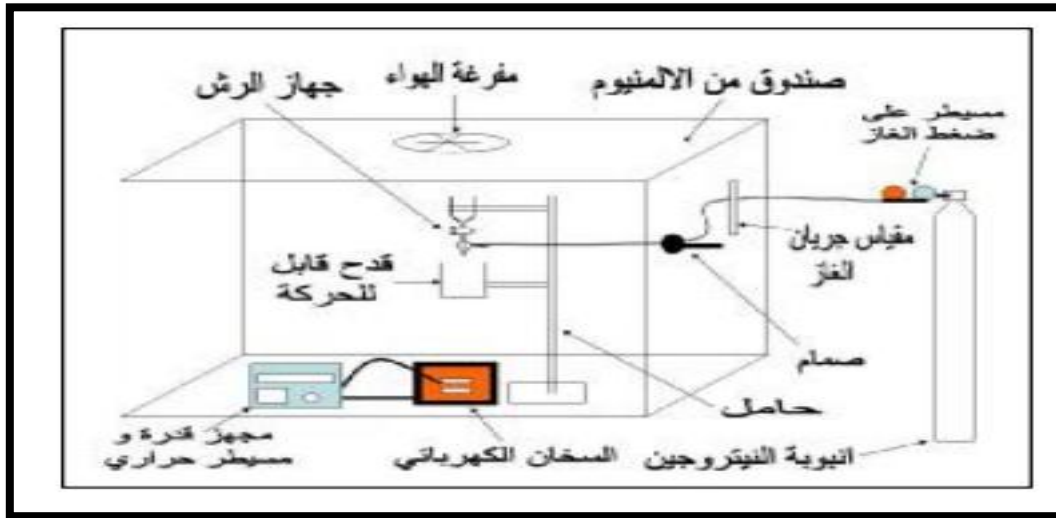 مفرغة الهواء
جهاز الرش
صندوق من الالمنيوم
مسيطر على
ضغط الغاز
مقياس جريان
الغاز
قدح قابل
للحركة
صمام
حامل
مجهز قدرة و
مسيطر حراري
السخان الكهربائي
انبوبة النيتروجين